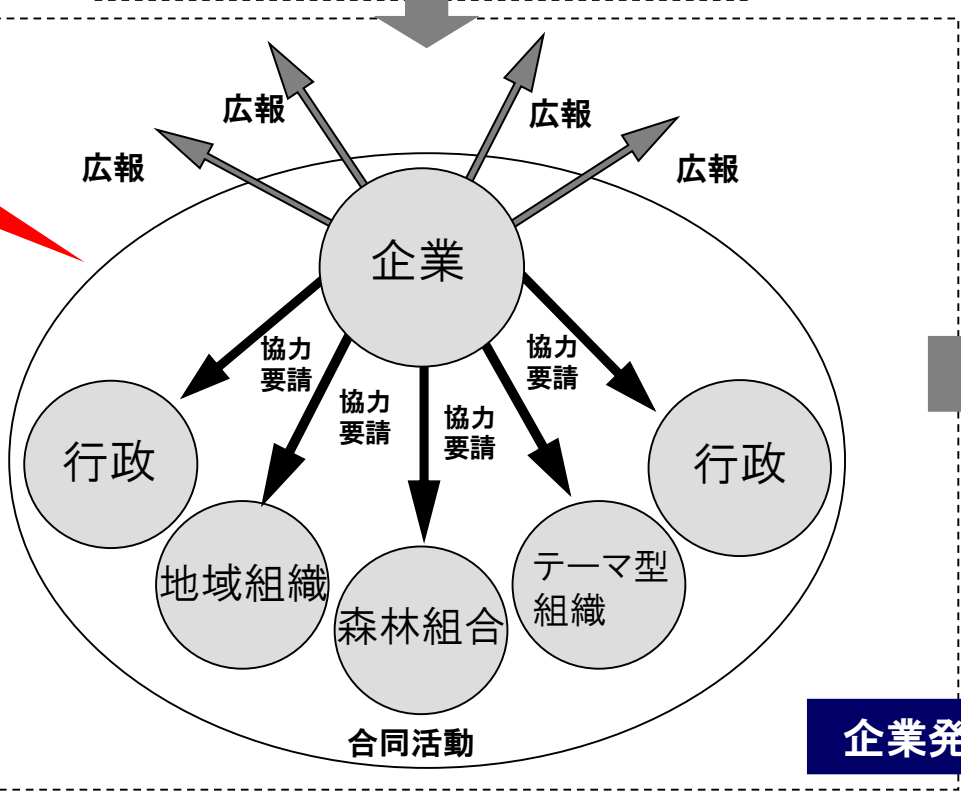 広報
広報
広報
広報
企業
協力
要請
協力
要請
協力
要請
協力
要請
行政
行政
地域組織
テーマ型
組織
森林組合
合同活動
企業発